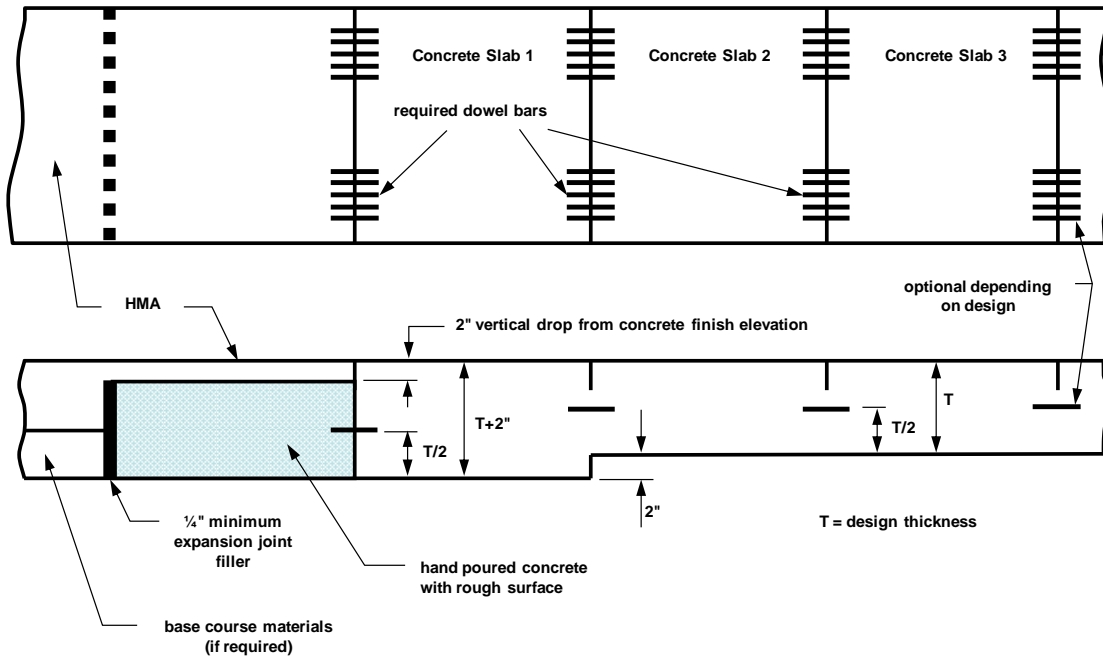 Concrete Slab 1
Concrete Slab 2
Concrete Slab 3
required dowel bars
HMA
optional depending
on design
2" vertical drop from concrete finish elevation
T+2"
T/2
T
T/2
2"
¼" minimum
expansion joint
filler
T = design thickness
hand poured concrete
with rough surface
base course materials
(if required)